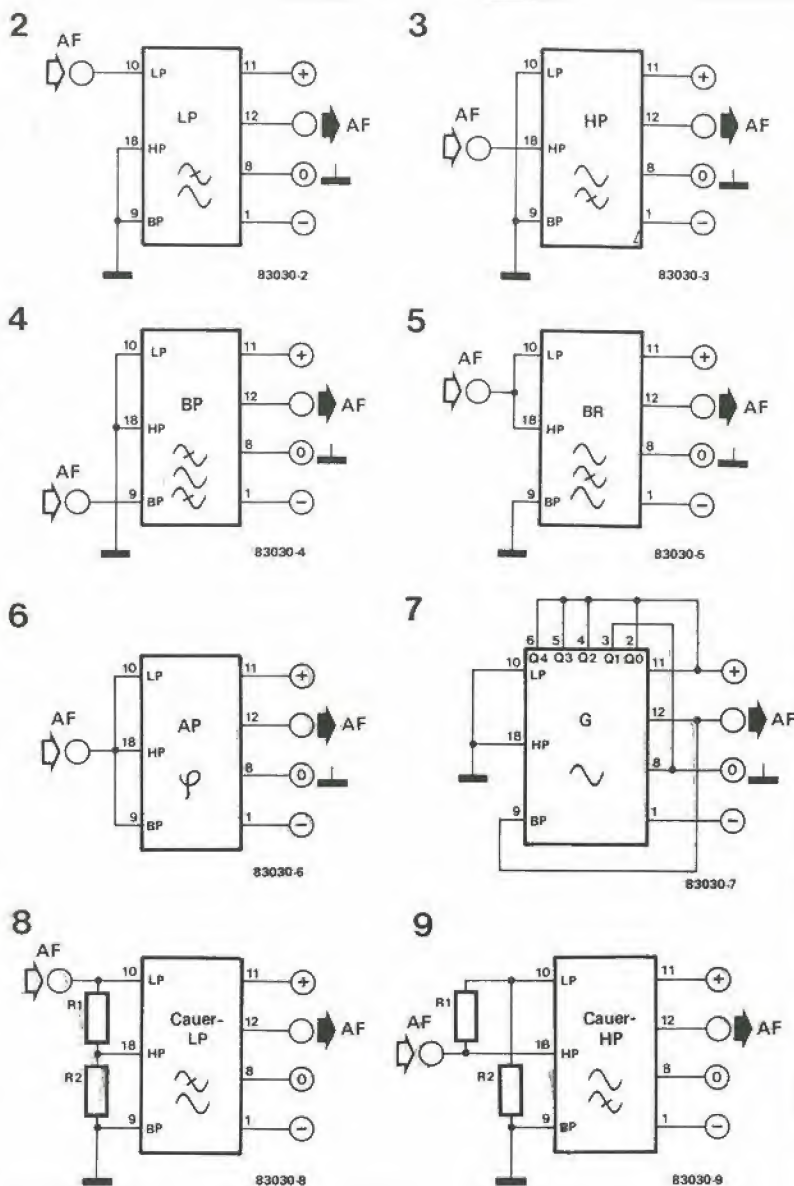 2
AF
10 LP 11 +
LP 12 AF
18 HP
8 0
9 BP 1 −
83030-2
3
10 LP 11 +
AF HP 12 AF
18 HP
8 0
9 BP 1 −
83030-3
4
10 LP 11 +
BP 12 AF
18 HP
8 0
AF
9 BP 1 −
83030-4
5
AF
10 LP 11 +
BR 12 AF
18 HP
8 0
9 BP 1 −
83030-5
6
10 LP 11 +
AF AP 12 AF
18 HP
φ 8 0
9 BP 1 −
83030-6
7
6 5 4 3 2
Q4 Q3 Q2 Q1 Q0
10 LP 11 +
G 12 AF
18 HP
8 0
9 BP 1 −
83030-7
8
AF
10 LP 11 +
R1
Cauer-
LP
12 AF
18 HP
R2
8 0
9 BP 1 −
83030-8
9
10 LP 11 +
R1
Cauer-
HP
AF
12 AF
18 HP
R2
8 0
9 BP 1 −
83030-9